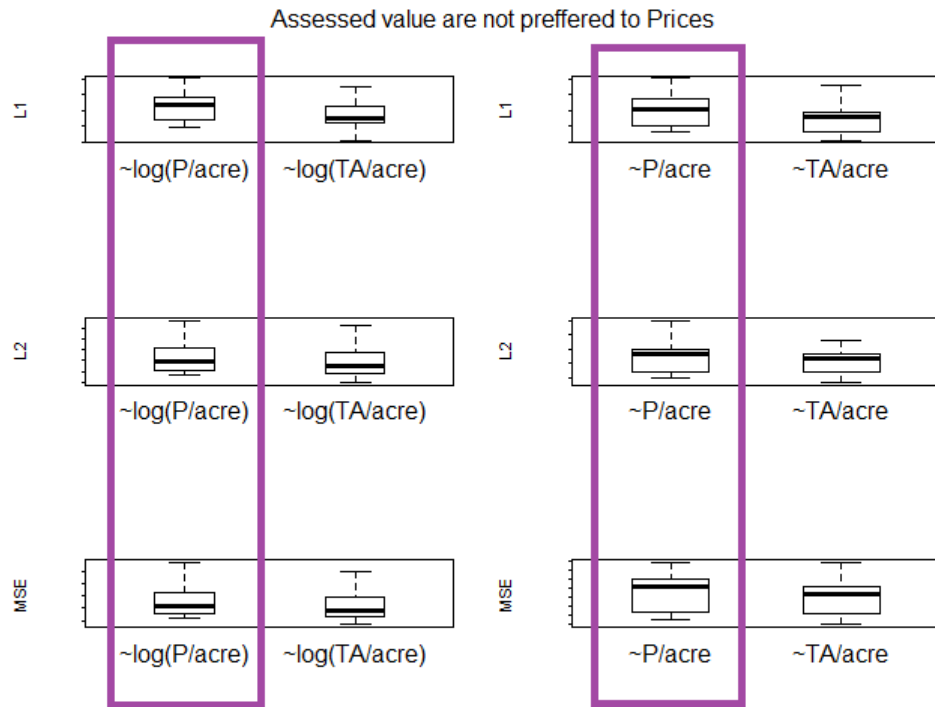 Assessed value are not preffered to Prices
L1
~log(P/acre) ~log(TA/acre)
L1
~P/acre ~TA/acre
L2
~log(P/acre) ~log(TA/acre)
L2
~P/acre ~TA/acre
MSE
~log(P/acre) ~log(TA/acre)
MSE
~P/acre ~TA/acre